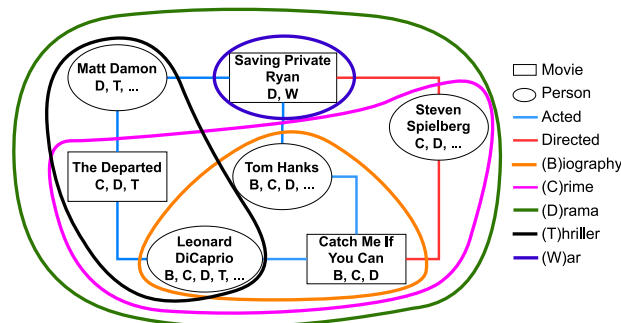 Matt Damon
D, T, ...
Saving Private
Ryan
D, W
Steven
Spielberg
C, D, ...
The Departed
C, D, T
Tom Hanks
B, C, D, ...
Leonard
DiCaprio
B, C, D, T, ...
Catch Me If
You Can
B, C, D
Movie
Person
Acted
Directed
(B)iography
(C)rime
(D)rama
(T)hriller
(W)ar